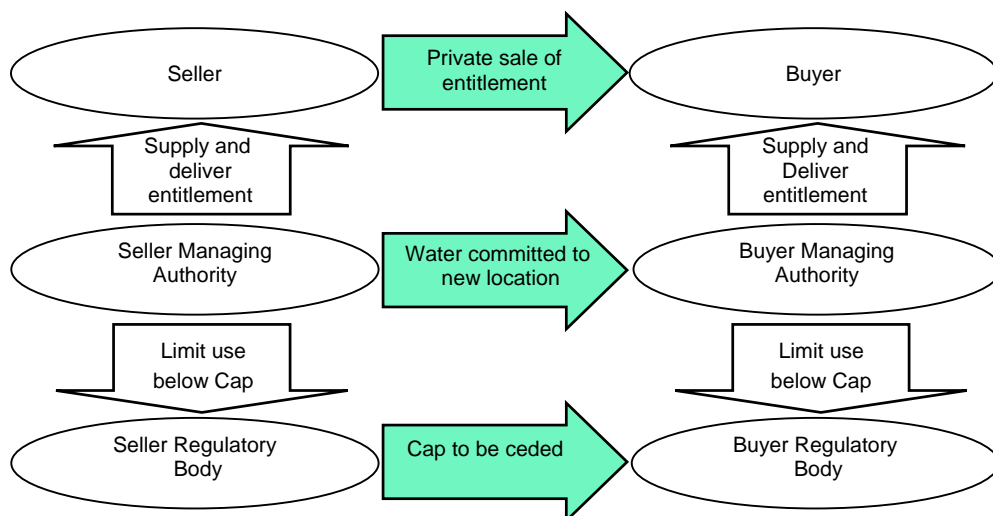 Seller
Private sale of
entitlement
Buyer
Supply and
deliver
entitlement
Supply and
Deliver
entitlement
Seller Managing
Authority
Water committed to
new location
Buyer Managing
Authority
Limit use
below Cap
Limit use
below Cap
Seller Regulatory
Body
Cap to be ceded
Buyer Regulatory
Body